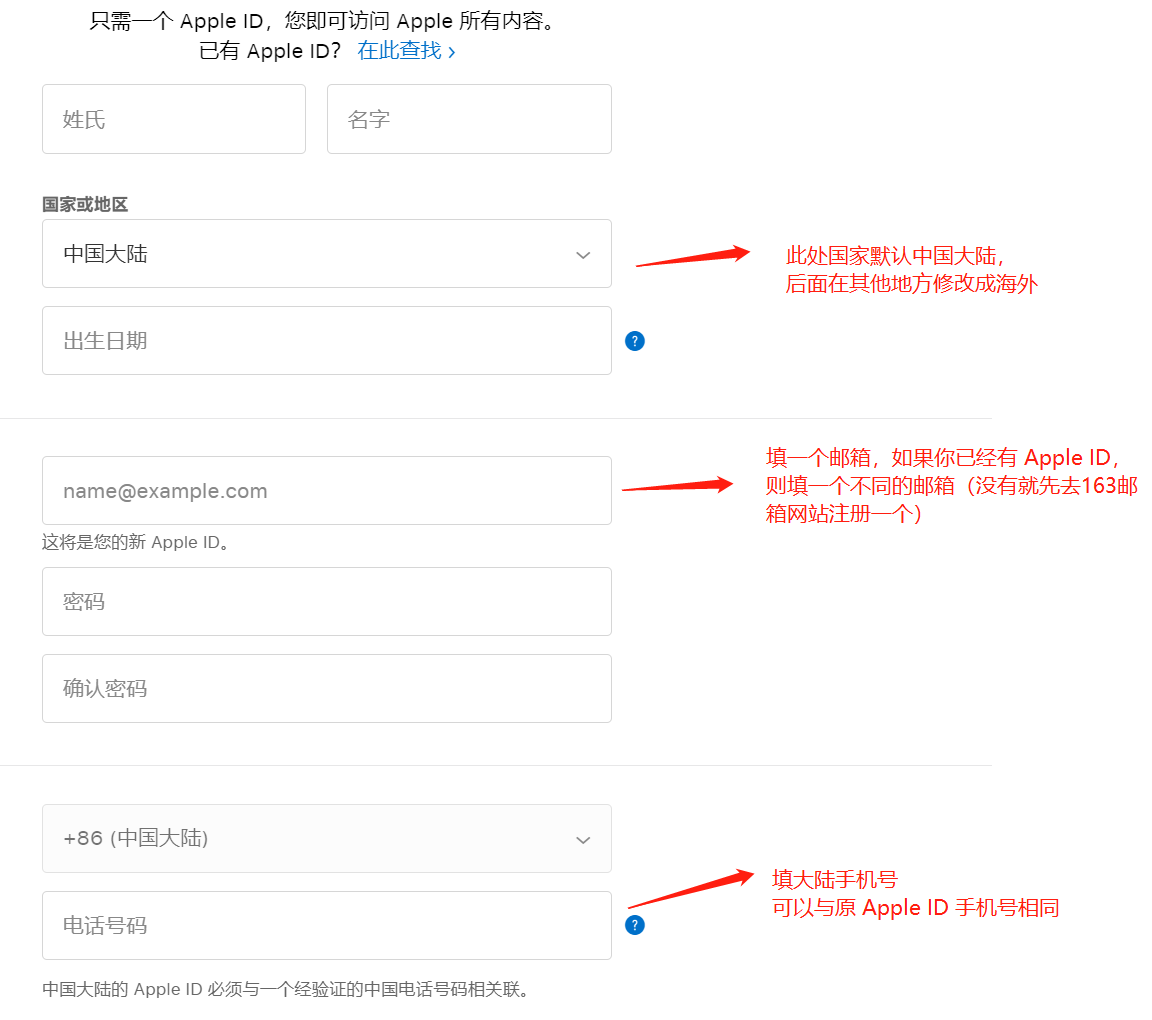 只需一个 Apple ID，您即可访问 Apple 所有内容。
已有 Apple ID？ 在此查找 ›
姓氏
名字
国家或地区
中国大陆
此处国家默认中国大陆，
后面在其他地方修改成海外
出生日期
?
填一个邮箱，如果你已经有 Apple ID，
则填一个不同的邮箱（没有就先去163邮
箱网站注册一个）
name@example.com
这将是您的新 Apple ID。
密码
确认密码
+86 (中国大陆)
填大陆手机号
可以与原 Apple ID 手机号相同
电话号码
?
中国大陆的 Apple ID 必须与一个经验证的中国电话号码相关联。